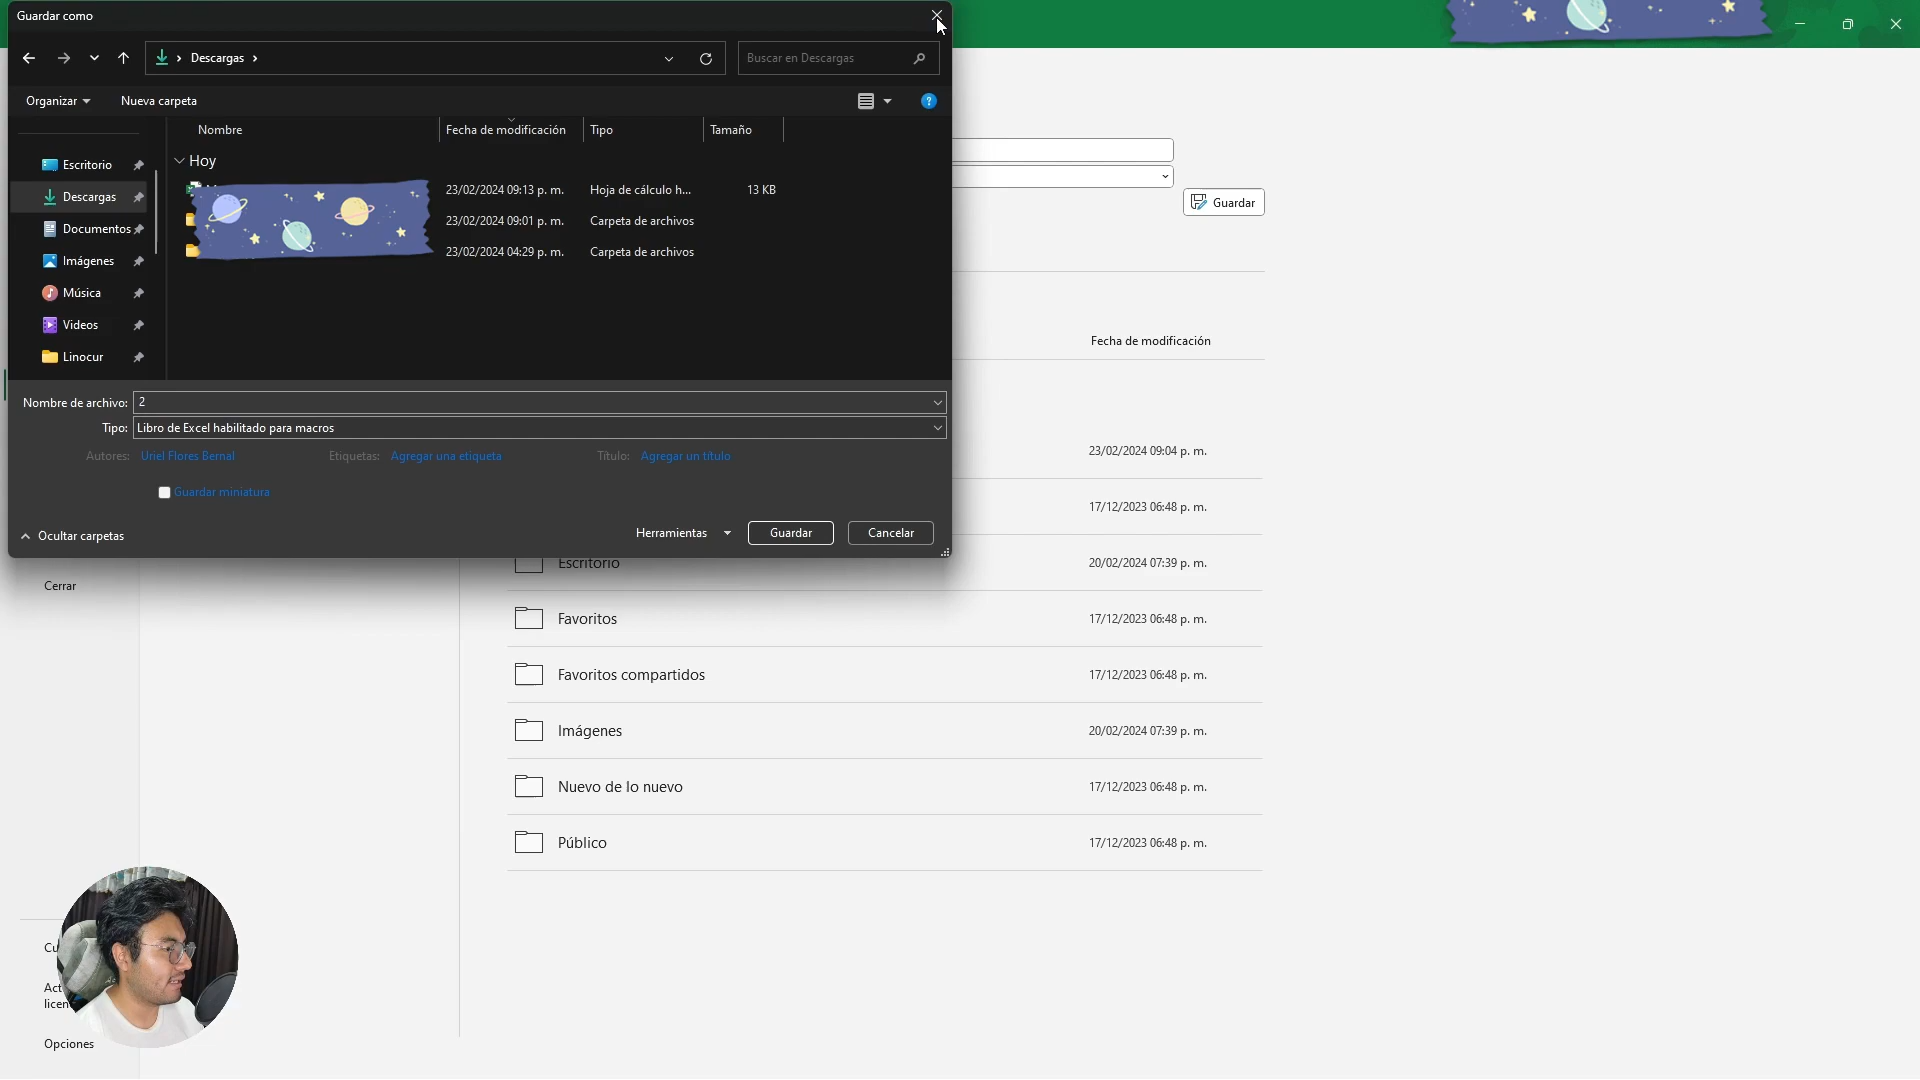 Guardar como
Descargas
Buscar en Descargas
Organizar
Nueva carpeta
Nombre
Fecha de modificación
Tipo
Tamaño
Escritorio
Descargas
Documentos
Imágenes
Música
Videos
Linocur
Hoy
23/02/2024 09:13 p. m.
Hoja de cálculo h...
13 KB
23/02/2024 09:01 p. m.
Carpeta de archivos
23/02/2024 04:29 p. m.
Carpeta de archivos
Nombre de archivo:
2
Tipo:
Libro de Excel habilitado para macros
Autores:
Uriel Flores Bernal
Etiquetas:
Agregar una etiqueta
Título:
Agregar un título
Guardar miniatura
Ocultar carpetas
Herramientas
Guardar
Cancelar
Guardar
Fecha de modificación
23/02/2024 09:04 p. m.
17/12/2023 06:48 p. m.
Escritorio
20/02/2024 07:39 p. m.
Favoritos
17/12/2023 06:48 p. m.
Favoritos compartidos
17/12/2023 06:48 p. m.
Imágenes
20/02/2024 07:39 p. m.
Nuevo de lo nuevo
17/12/2023 06:48 p. m.
Público
17/12/2023 06:48 p. m.
Cerrar
Opciones